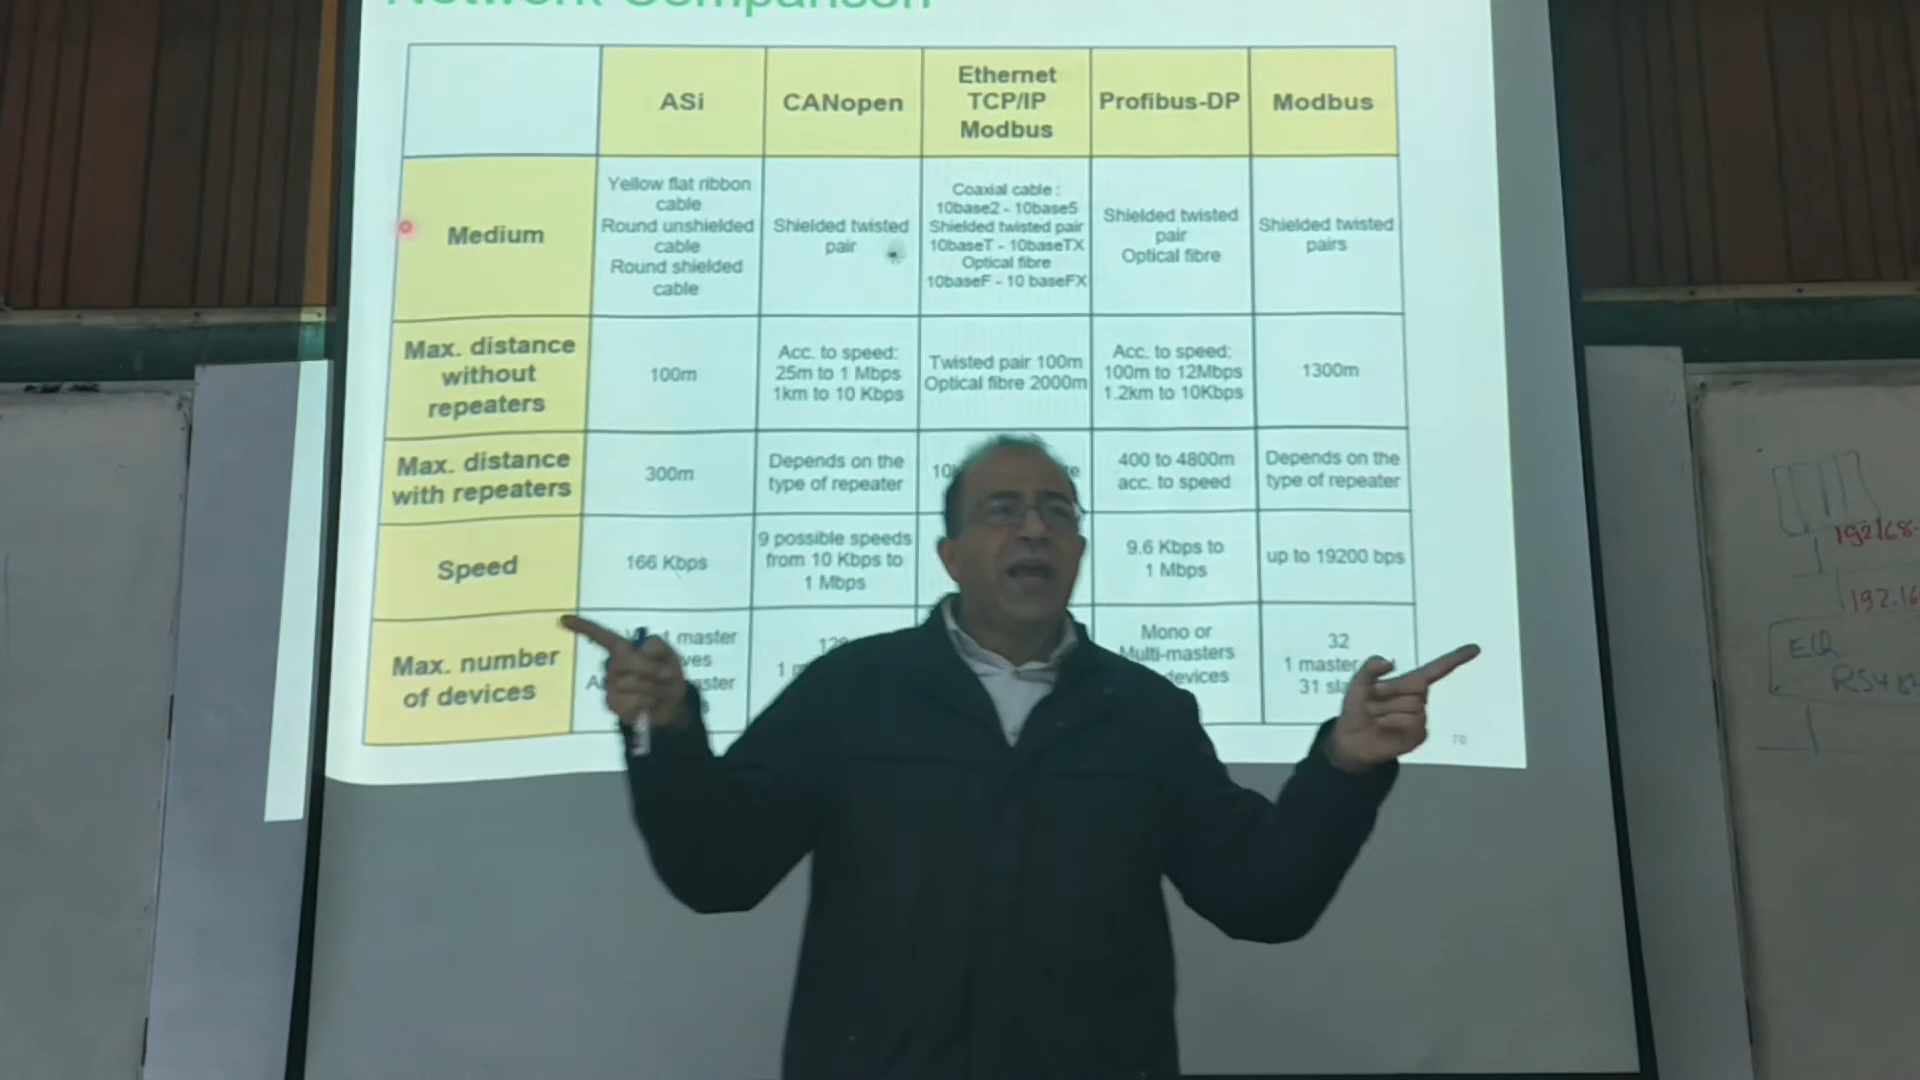 Network Comparison
ASi
CANopen
Ethernet
TCP/IP
Modbus
Profibus-DP
Modbus
Medium
Yellow flat ribbon
cable
Round unshielded
cable
Round shielded
cable
Shielded twisted
pair
Coaxial cable :
10base2 - 10base5
Shielded twisted pair
10baseT - 10baseTX
Optical fibre
10baseF - 10 baseFX
Shielded twisted
pair
Optical fibre
Shielded twisted
pairs
Max. distance
without
repeaters
100m
Acc. to speed:
25m to 1 Mbps
1km to 10 Kbps
Twisted pair 100m
Optical fibre 2000m
Acc. to speed:
100m to 12Mbps
1.2km to 10Kbps
1300m
Max. distance
with repeaters
300m
Depends on the
type of repeater
400 to 4800m
acc. to speed
Depends on the
type of repeater
Speed
166 Kbps
9 possible speeds
from 10 Kbps to
1 Mbps
9.6 Kbps to
1 Mbps
up to 19200 bps
Max. number
of devices
master
Mono or
Multi-masters
devices
32
1 master
31
70
192.168.
192.16